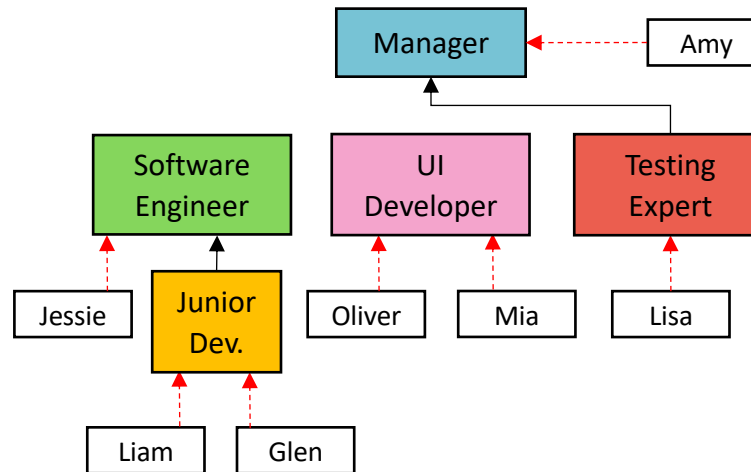 Manager
Amy
Software
Engineer
UI
Developer
Testing
Expert
Jessie
Junior
Dev.
Oliver
Mia
Lisa
Liam
Glen